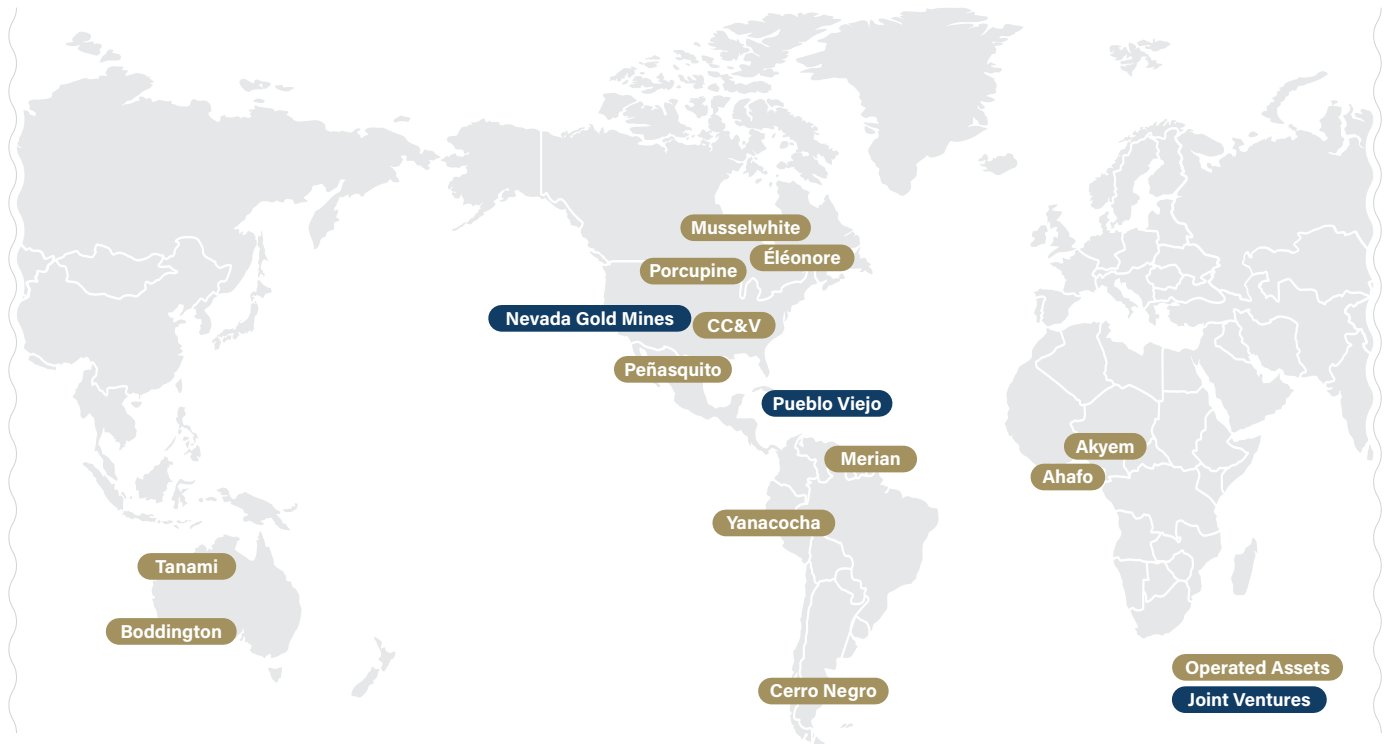 Musselwhite
Éléonore
Porcupine
Nevada Gold Mines
CC&V
Peñasquito
Pueblo Viejo
Akyem
Merian
Ahafo
Yanacocha
Tanami
Boddington
Operated Assets
Cerro Negro
Joint Ventures